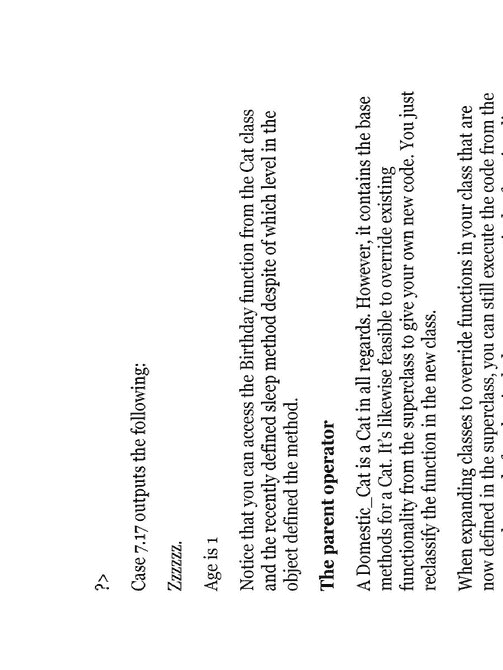 ?>
Case 7.17 outputs the following:
Zzzzzz.
Age is 1
Notice that you can access the Birthday function from the Cat class
and the recently defined sleep method despite of which level in the
object defined the method.
The parent operator
A Domestic_Cat is a Cat in all regards. However, it contains the base
methods for a Cat. It's likewise feasible to override existing
functionality from the superclass to give your own new code. You just
reclassify the function in the new class.
When expanding classes to override functions in your class that are
now defined in the superclass, you can still execute the code from the